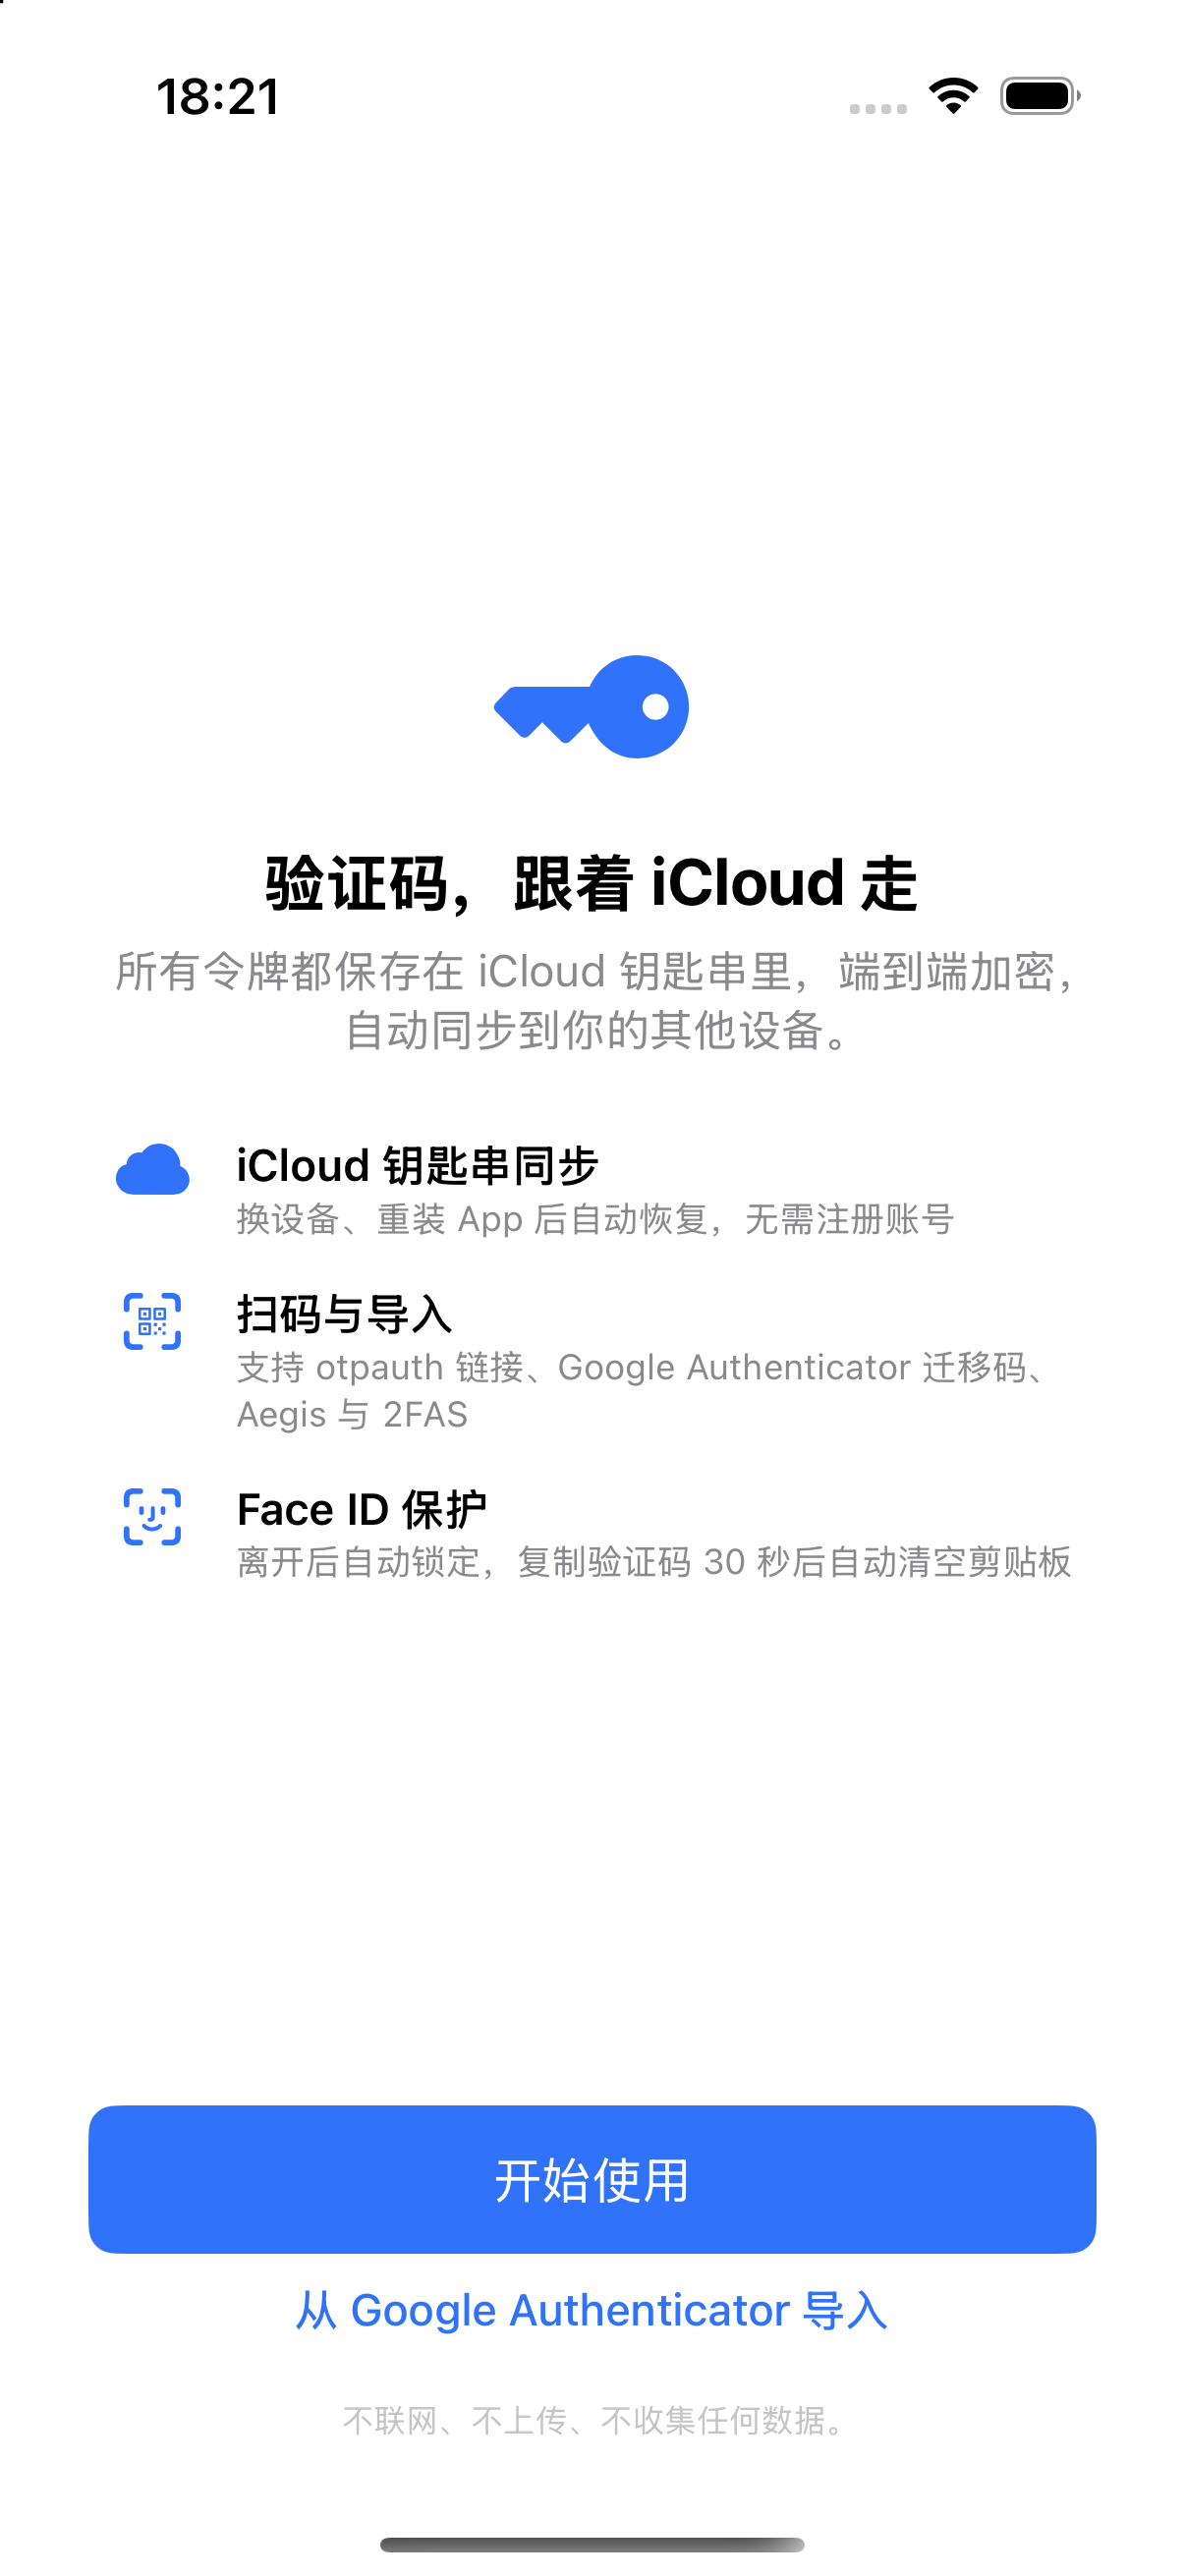 18:21
验证码，跟着 iCloud 走
所有令牌都保存在 iCloud 钥匙串里，端到端加密，
自动同步到你的其他设备。
iCloud 钥匙串同步
换设备、重装 App 后自动恢复，无需注册账号
扫码与导入
支持 otpauth 链接、Google Authenticator 迁移码、
Aegis 与 2FAS
Face ID 保护
离开后自动锁定，复制验证码 30 秒后自动清空剪贴板
开始使用
从 Google Authenticator 导入
不联网、不上传、不收集任何数据。